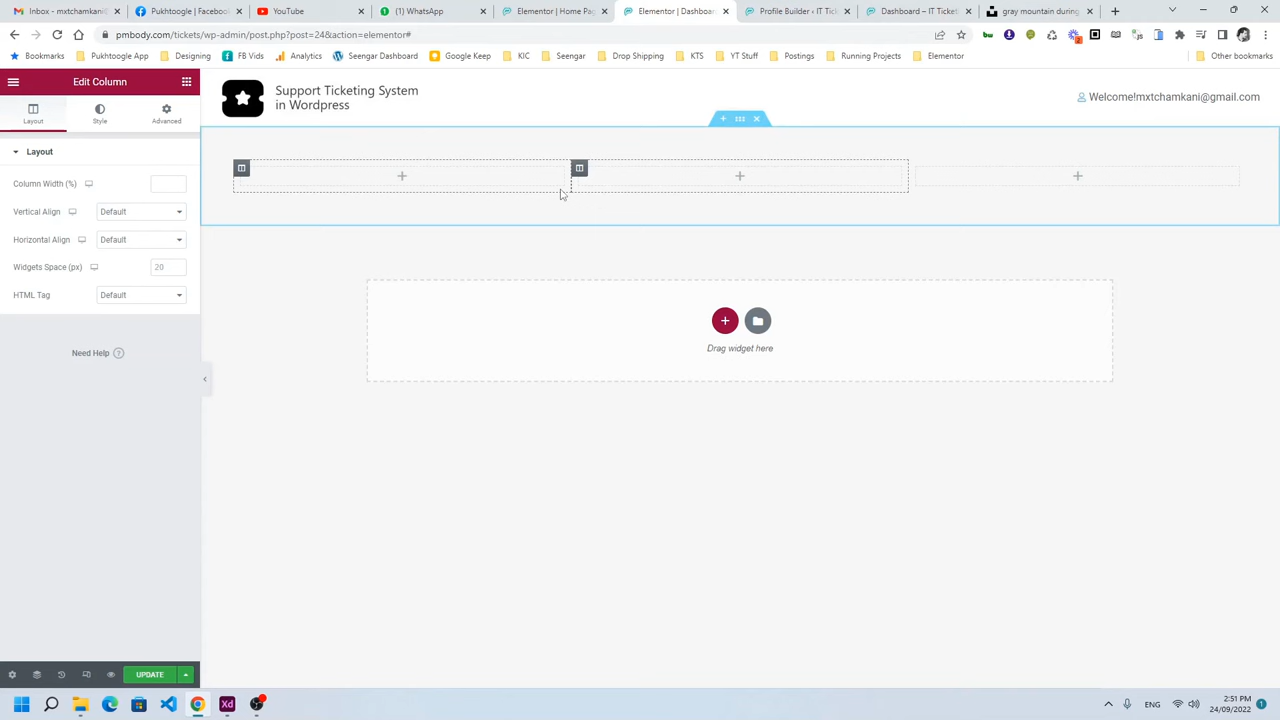 Inbox - mxtchamkani@
Pukhtoogle - Personal
YouTube
(1) WhatsApp
Elementor | Home Pag
Elementor | Dashboar
Profile Builder - IT Tick
Dashboard – IT Ticket
gray mountain during
pmbody.com/tickets/wp-admin/post.php?post=24&action=elementor#
Bookmarks
Pukhtoogle App
Designing
FB Vids
Analytics
Seengar Dashboard
Google Keep
KIC
Seengar
Drop Shipping
KTS
YT Stuff
Postings
Running Projects
Elementor
Other bookmarks
Edit Column
Layout
Style
Advanced
Support Ticketing System
in Wordpress
Welcome!mxtchamkani@gmail.com
Layout
Column Width (%)
Vertical Align
Default
Horizontal Align
Default
Widgets Space (px)
20
HTML Tag
Default
Need Help
?
Drag widget here
UPDATE
Xd
ENG
2:51 PM
24/09/2022